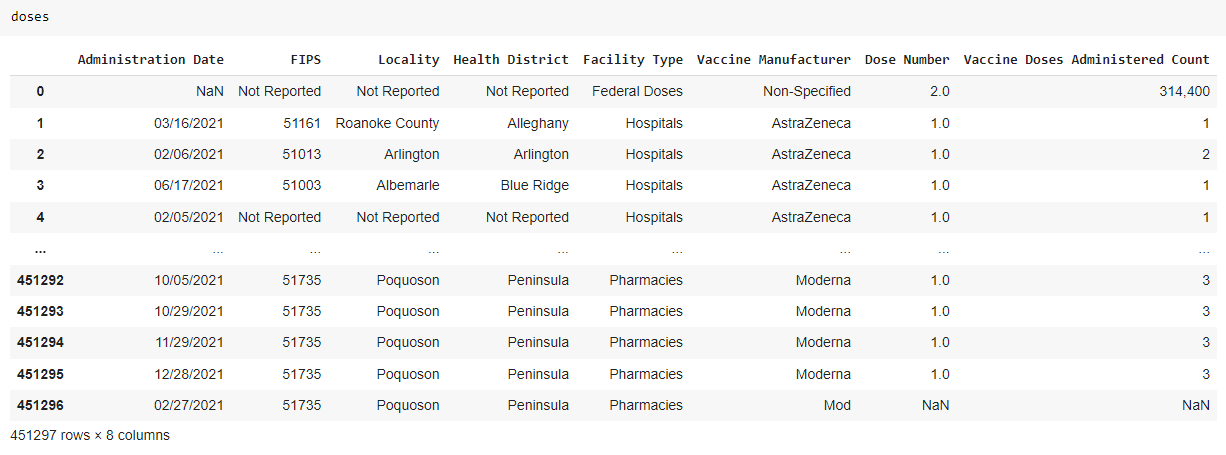 doses
Administration Date FIPS Locality Health District Facility Type Vaccine Manufacturer Dose Number Vaccine Doses Administered Count
0 NaN Not Reported Not Reported Not Reported Federal Doses Non-Specified 2.0 314,400
1 03/16/2021 51161 Roanoke County Alleghany Hospitals AstraZeneca 1.0 1
2 02/06/2021 51013 Arlington Arlington Hospitals AstraZeneca 1.0 2
3 06/17/2021 51003 Albemarle Blue Ridge Hospitals AstraZeneca 1.0 1
4 02/05/2021 Not Reported Not Reported Not Reported Hospitals AstraZeneca 1.0 1
... ... ... ... ... ... ... ... ...
451292 10/05/2021 51735 Poquoson Peninsula Pharmacies Moderna 1.0 3
451293 10/29/2021 51735 Poquoson Peninsula Pharmacies Moderna 1.0 3
451294 11/29/2021 51735 Poquoson Peninsula Pharmacies Moderna 1.0 3
451295 12/28/2021 51735 Poquoson Peninsula Pharmacies Moderna 1.0 3
451296 02/27/2021 51735 Poquoson Peninsula Pharmacies Mod NaN NaN
451297 rows × 8 columns